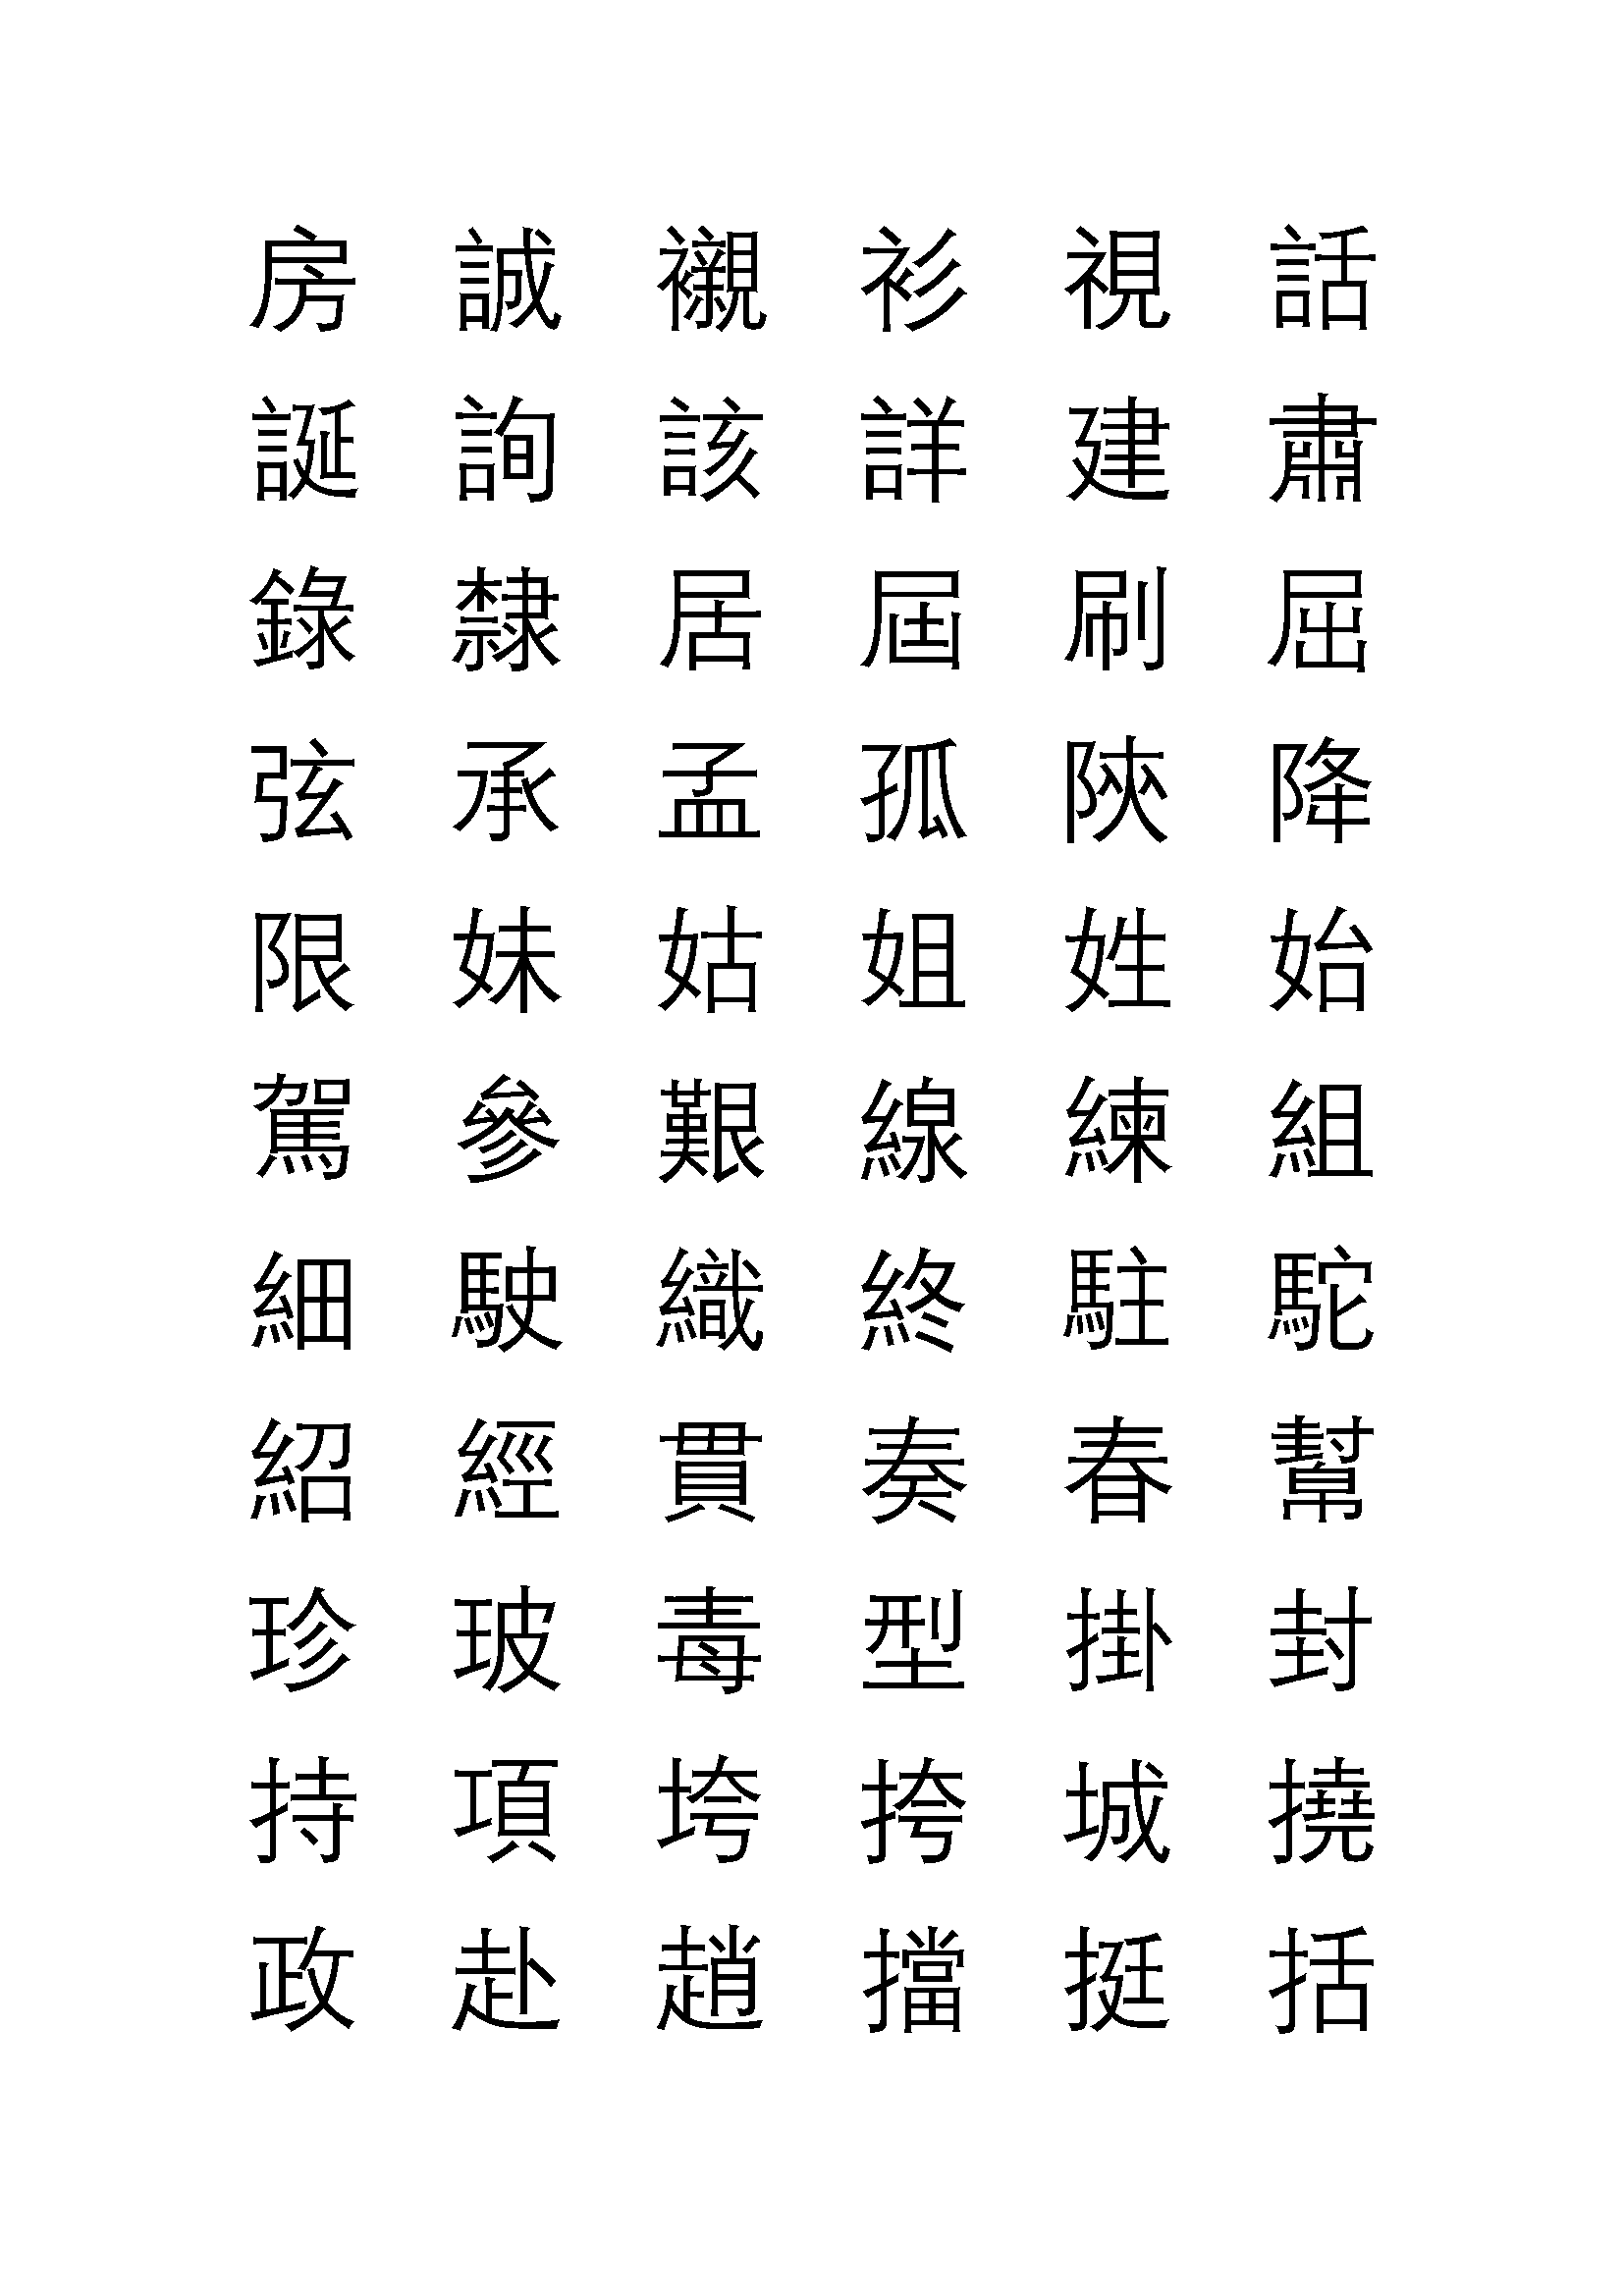 房 誠 襯 衫 視 話
誕 詢 該 詳 建 肅
錄 隸 居 屆 刷 屈
弦 承 孟 孤 陝 降
限 妹 姑 姐 姓 始
駕 參 艱 線 練 組
細 駛 織 終 駐 駝
紹 經 貫 奏 春 幫
珍 玻 毒 型 掛 封
持 項 垮 挎 城 撓
政 赴 趙 擋 挺 括